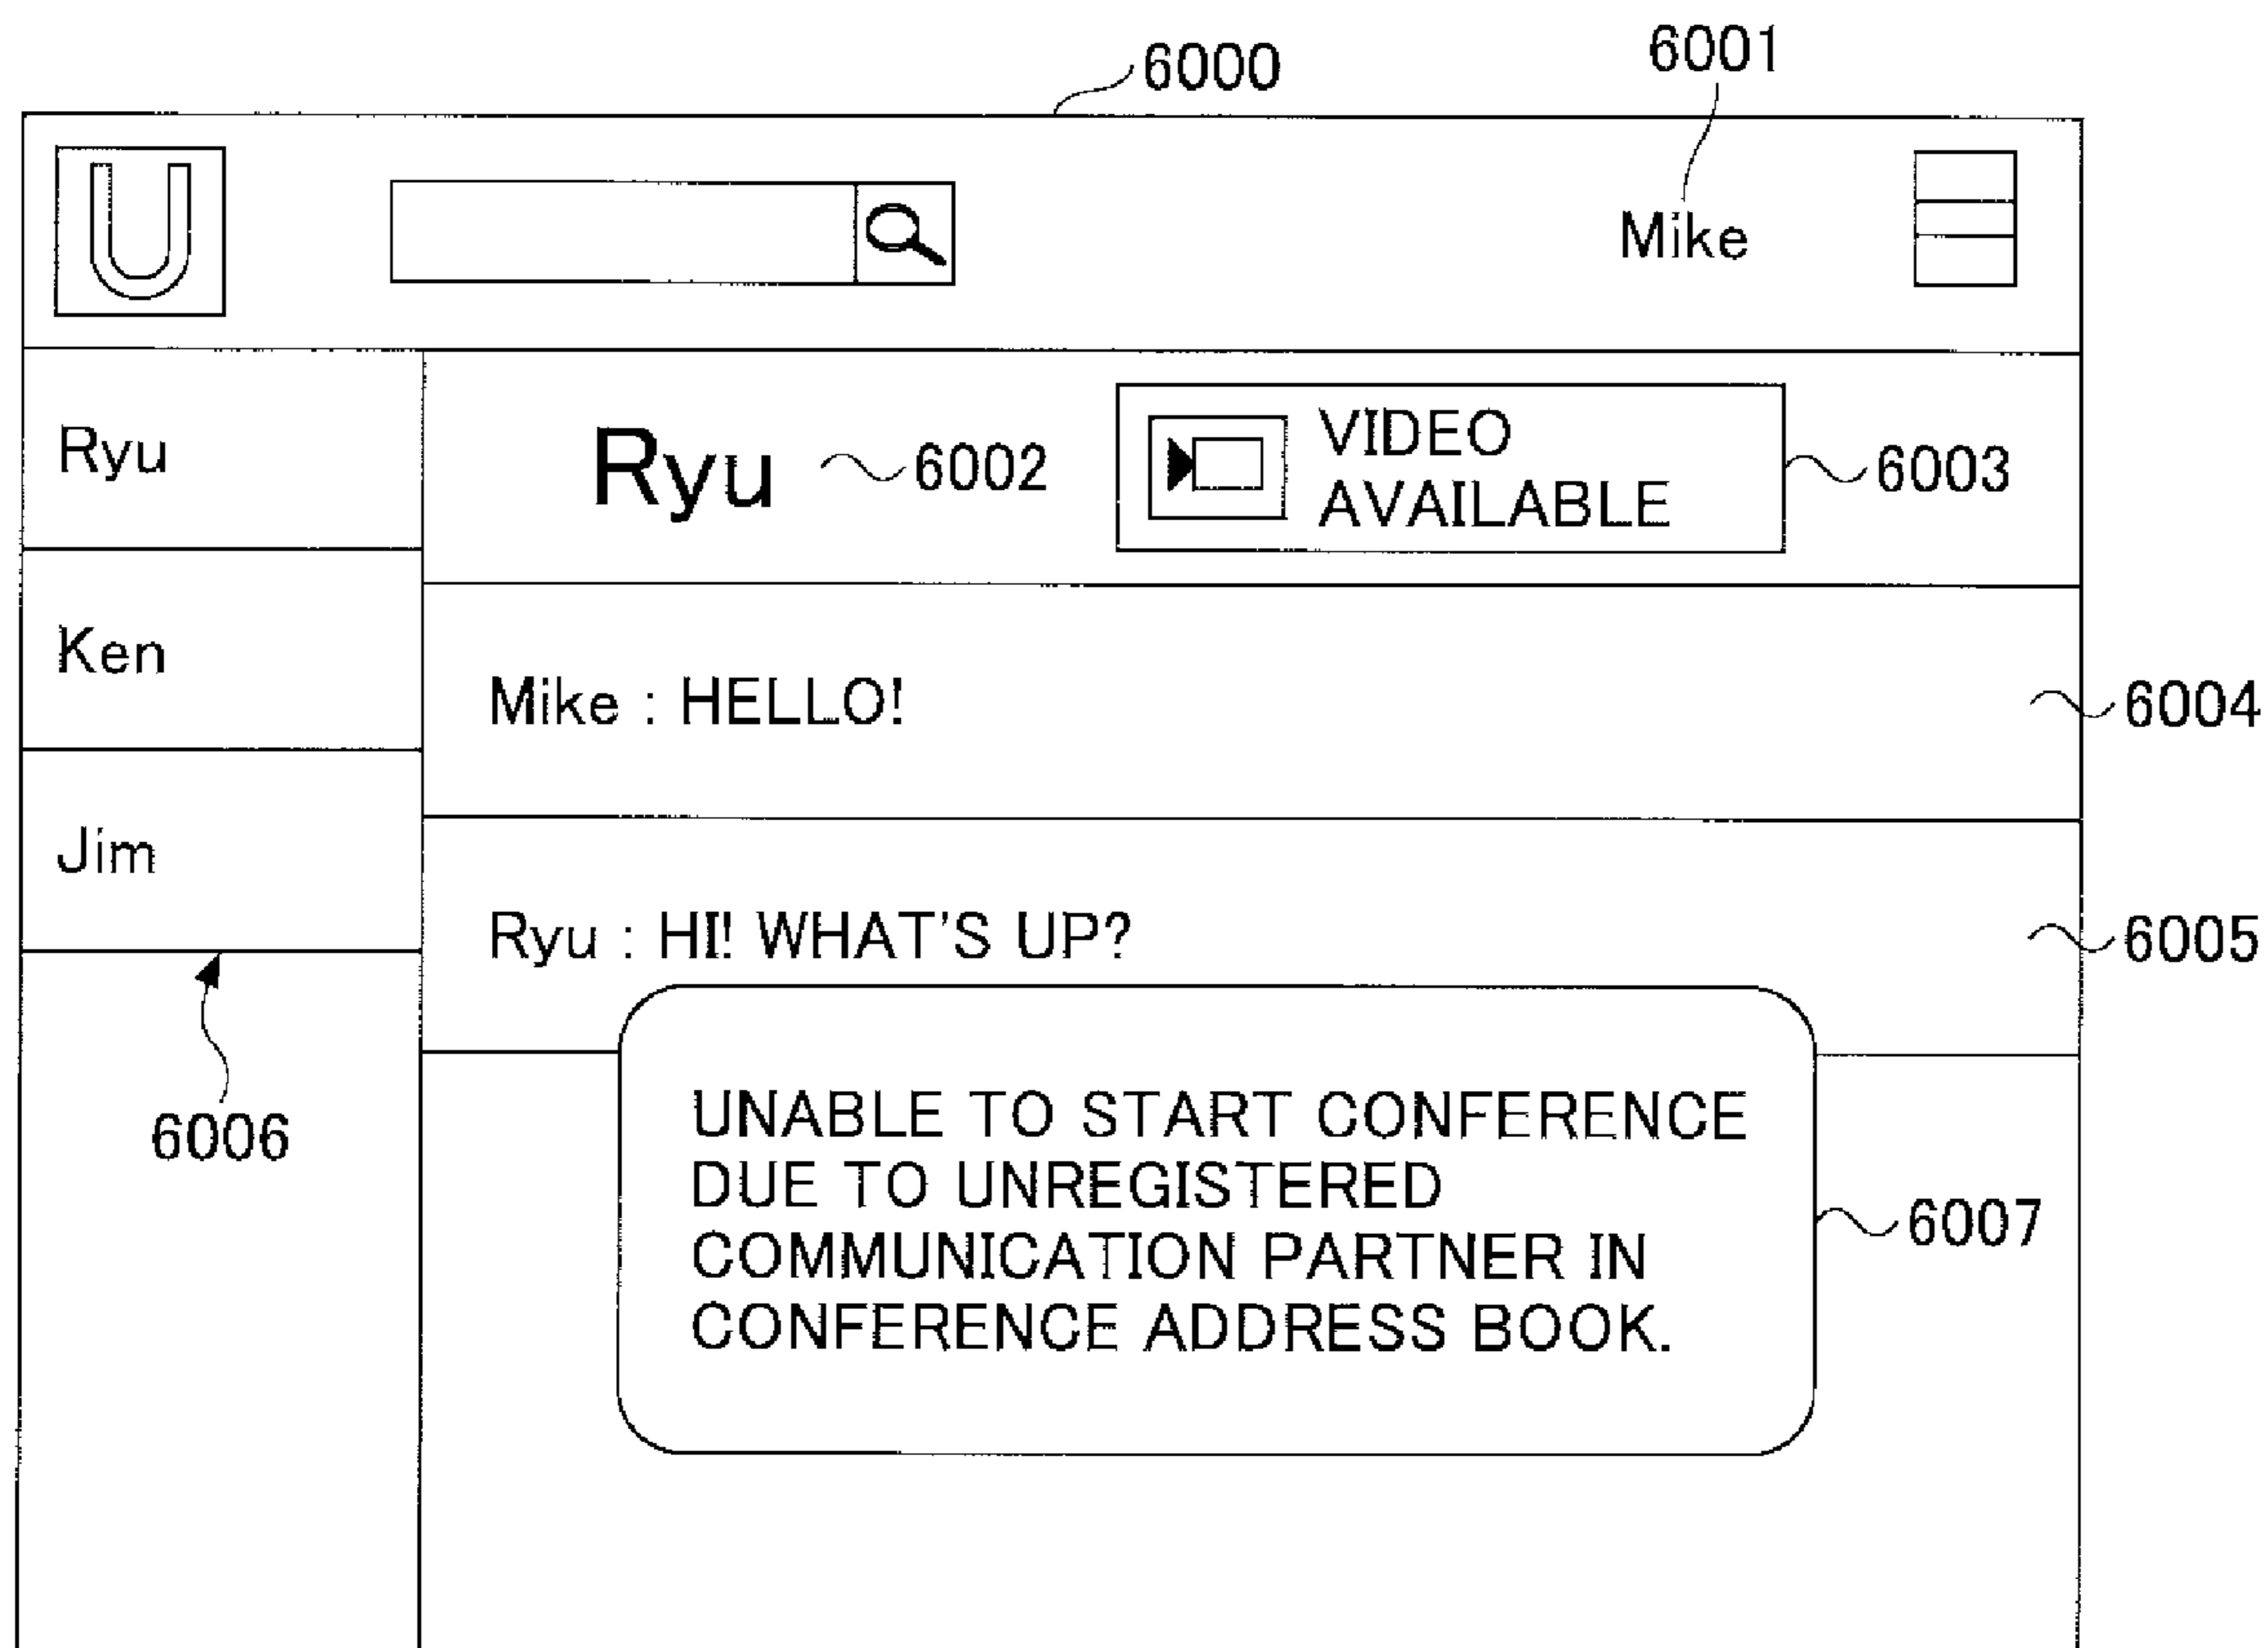 6000
6001
U
Mike
Ryu
Ken
Jim
6006
Ryu
6002
VIDEO
AVAILABLE
6003
Mike : HELLO!
6004
Ryu : HI! WHAT'S UP?
6005
UNABLE TO START CONFERENCE
DUE TO UNREGISTERED
COMMUNICATION PARTNER IN
CONFERENCE ADDRESS BOOK.
6007